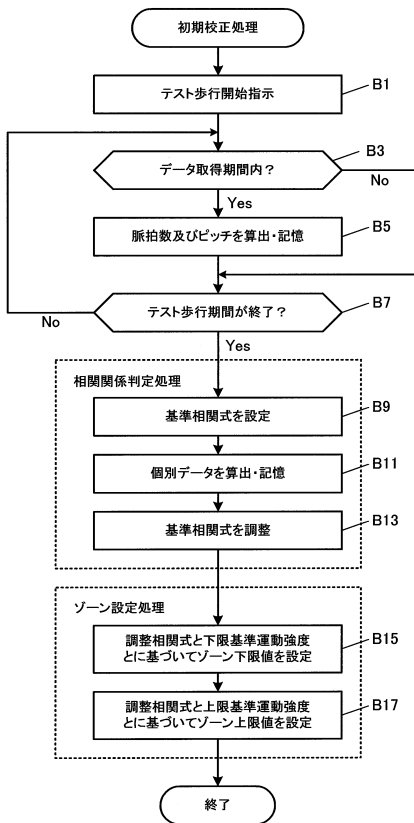 初期校正処理
テスト歩行開始指示
B1
データ取得期間内？
B3
No
Yes
脈拍数及びピッチを算出・記憶
B5
テスト歩行期間が終了？
B7
No
Yes
相関関係判定処理
基準相関式を設定
B9
個別データを算出・記憶
B11
基準相関式を調整
B13
ゾーン設定処理
調整相関式と下限基準運動強度
とに基づいてゾーン下限値を設定
B15
調整相関式と上限基準運動強度
とに基づいてゾーン上限値を設定
B17
終了